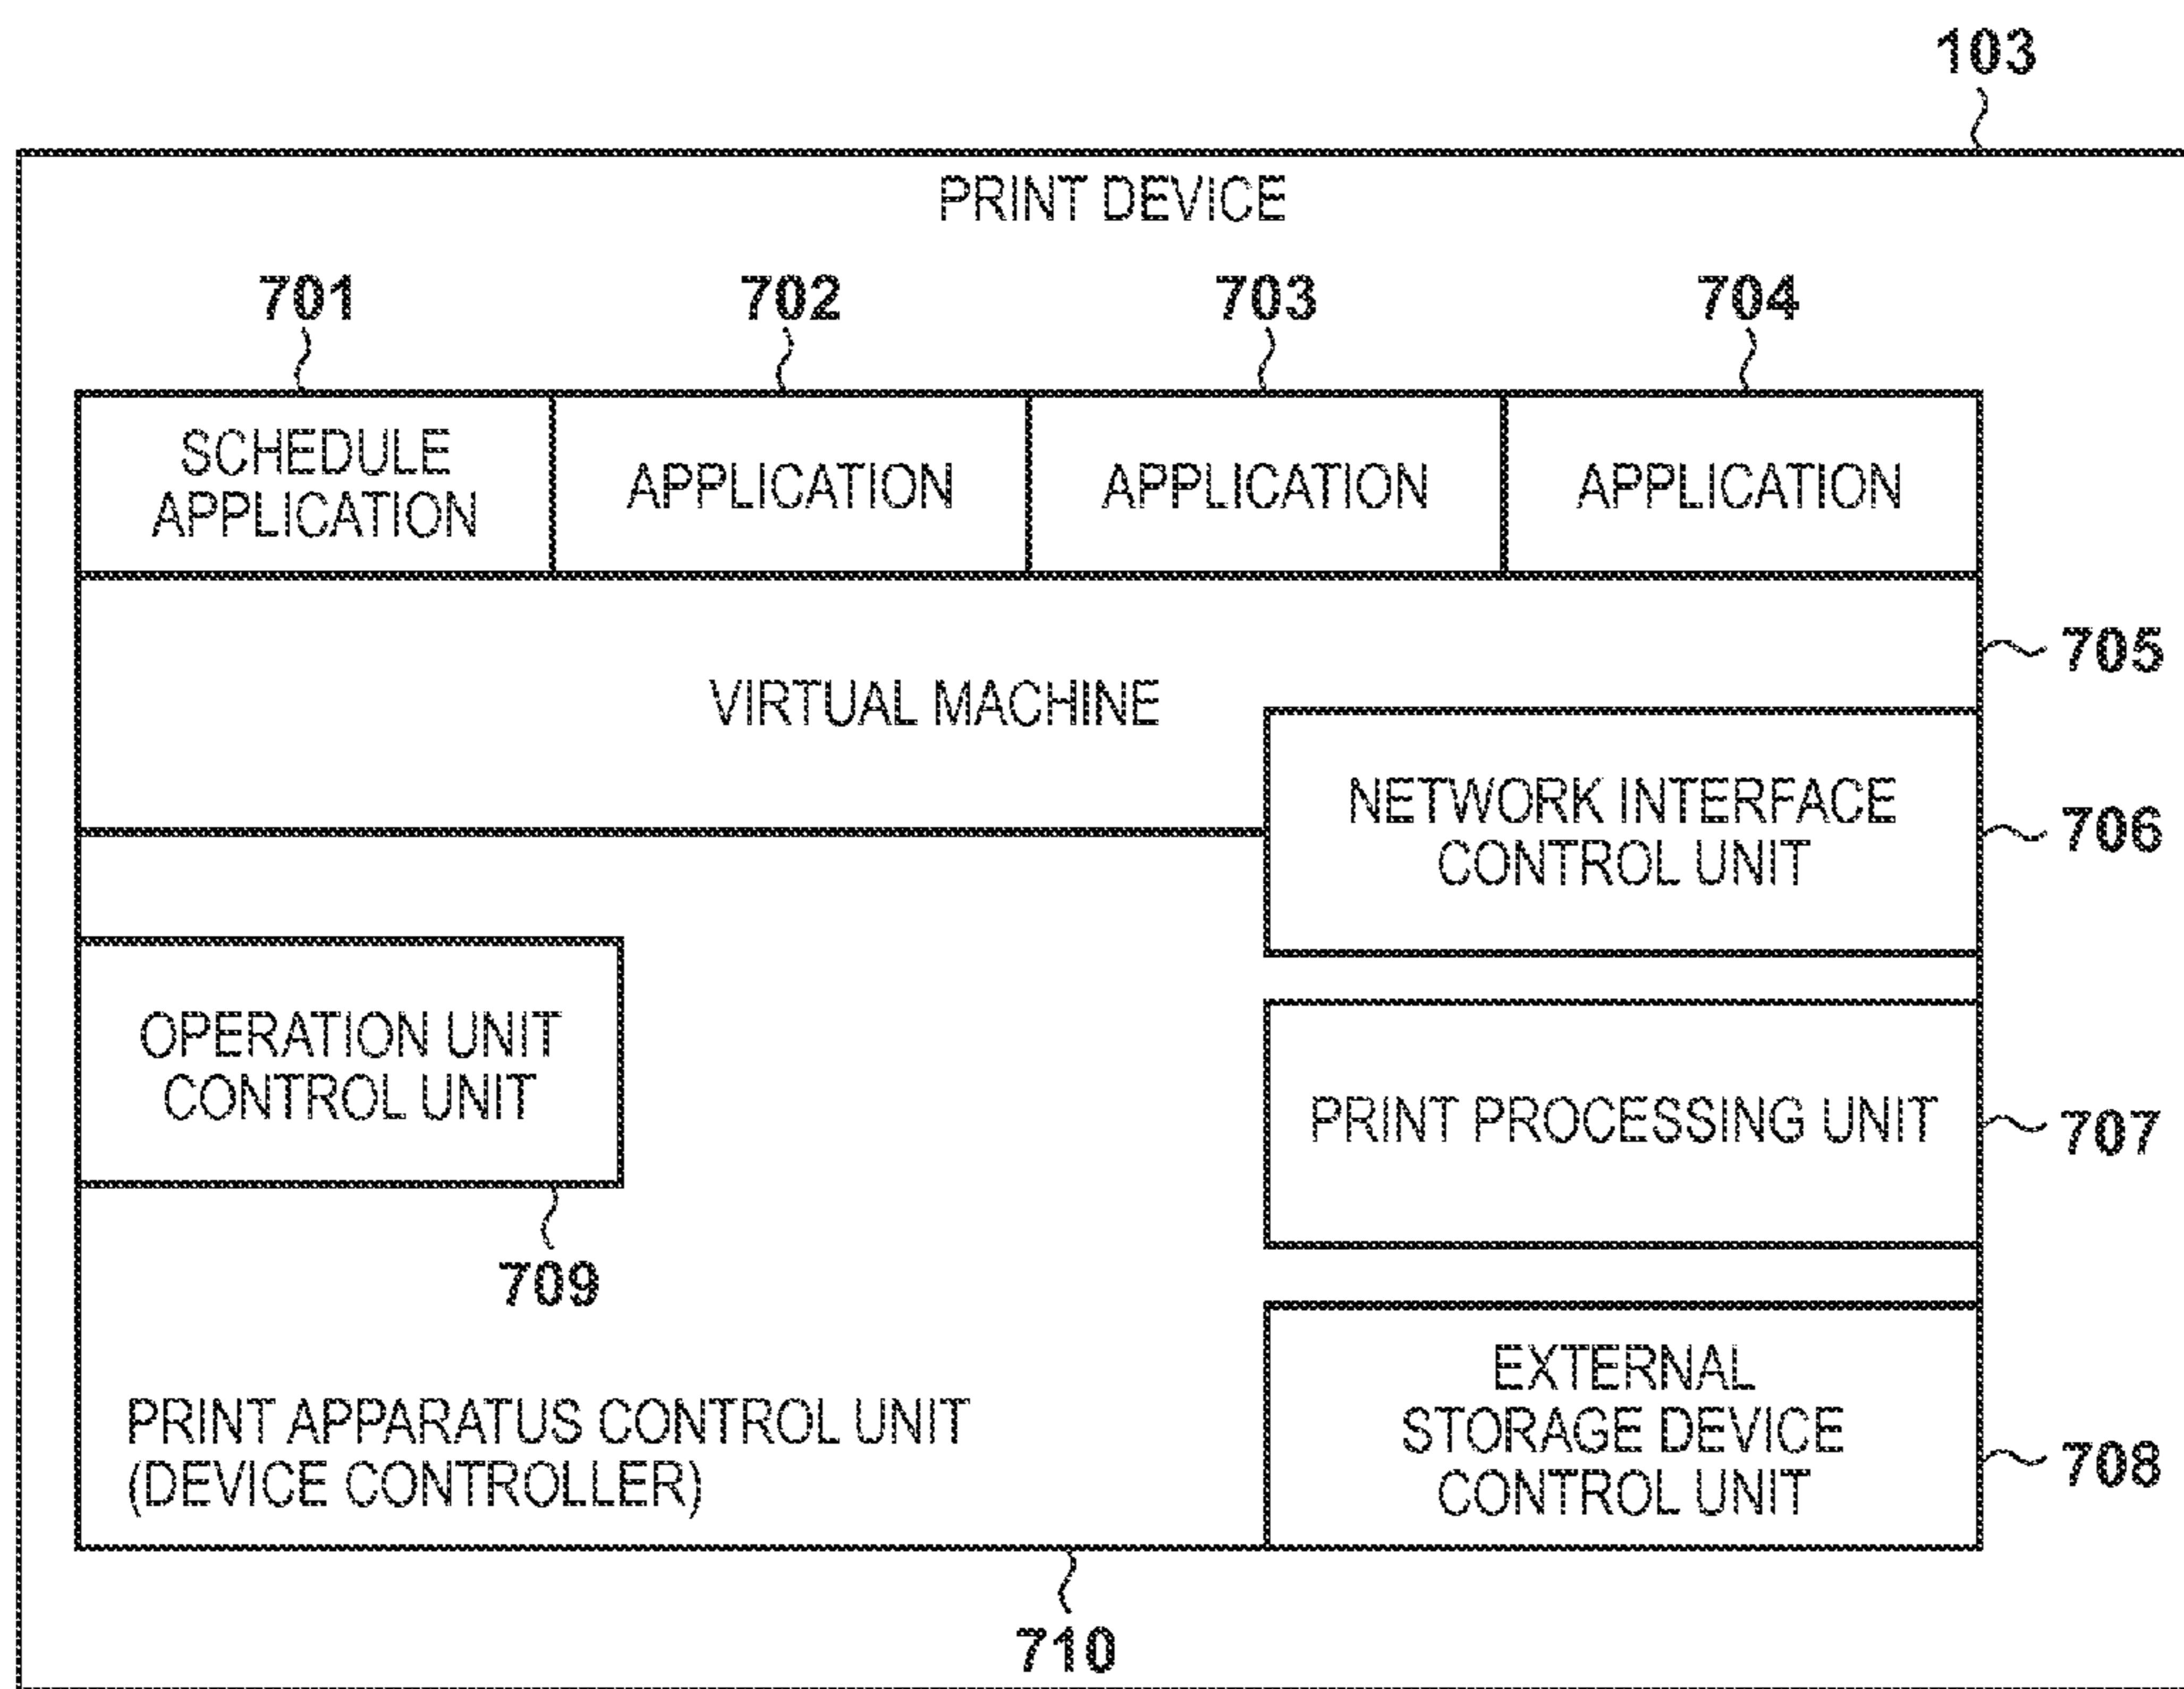 103
PRINT DEVICE
701
702
703
704
SCHEDULE
APPLICATION
APPLICATION
APPLICATION
APPLICATION
VIRTUAL MACHINE
705
NETWORK INTERFACE
CONTROL UNIT
706
OPERATION UNIT
CONTROL UNIT
709
PRINT PROCESSING UNIT
707
PRINT APPARATUS CONTROL UNIT
(DEVICE CONTROLLER)
EXTERNAL
STORAGE DEVICE
CONTROL UNIT
708
710